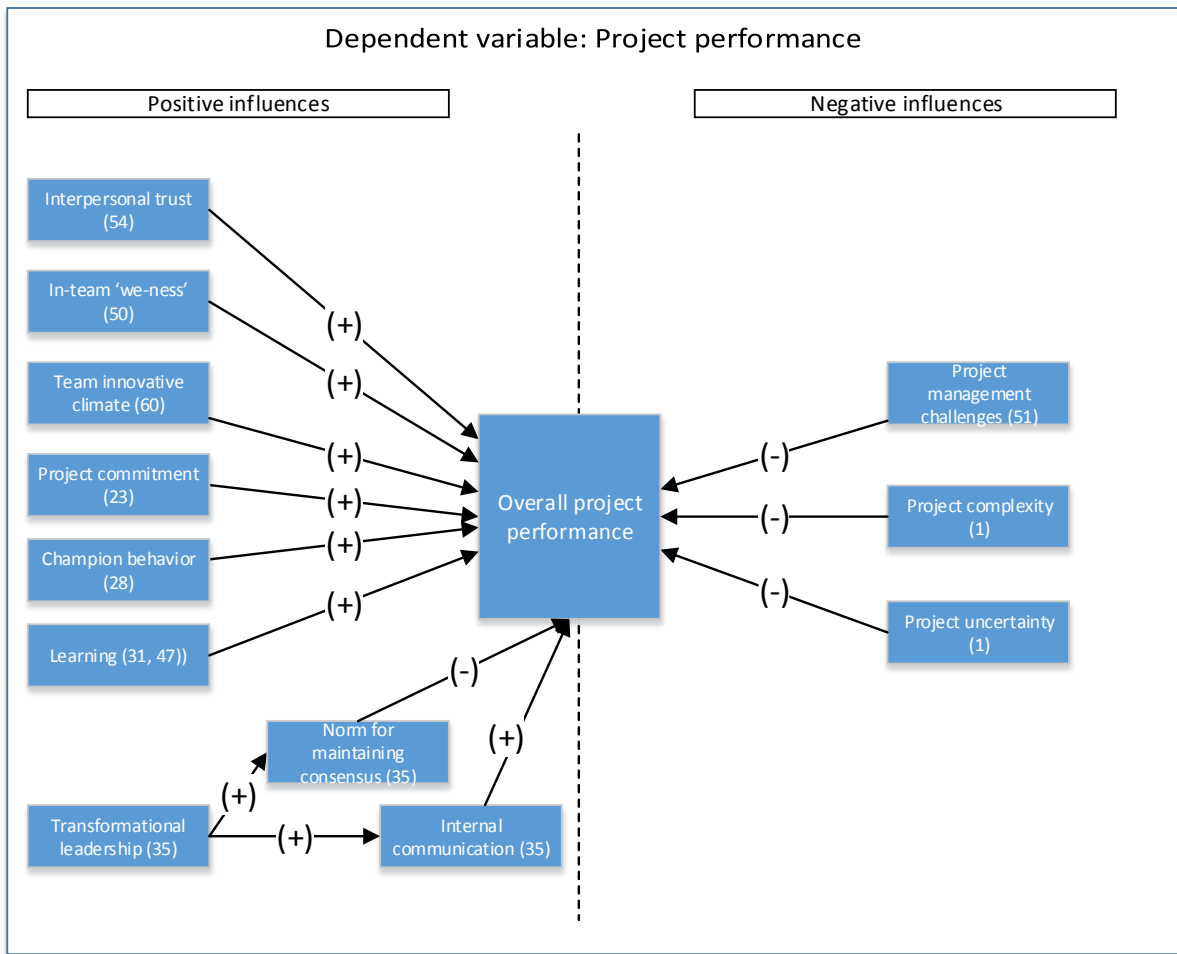 Dependent variable: Project performance
Positive influences
Negative influences
Interpersonal trust
(54)
(+)
In-team ‘we-ness’
(50)
(+)
Team innovative
climate (60)
(+)
Project commitment
(23)
(+)
Champion behavior
(28)
(+)
Learning (31, 47))
(+)
Overall project
performance
Project
management
challenges (51)
(-)
Project complexity
(1)
(-)
Project uncertainty
(1)
(-)
(-)
Norm for
maintaining
consensus (35)
(+)
(+)
Transformational
leadership (35)
(+)
Internal
communication (35)